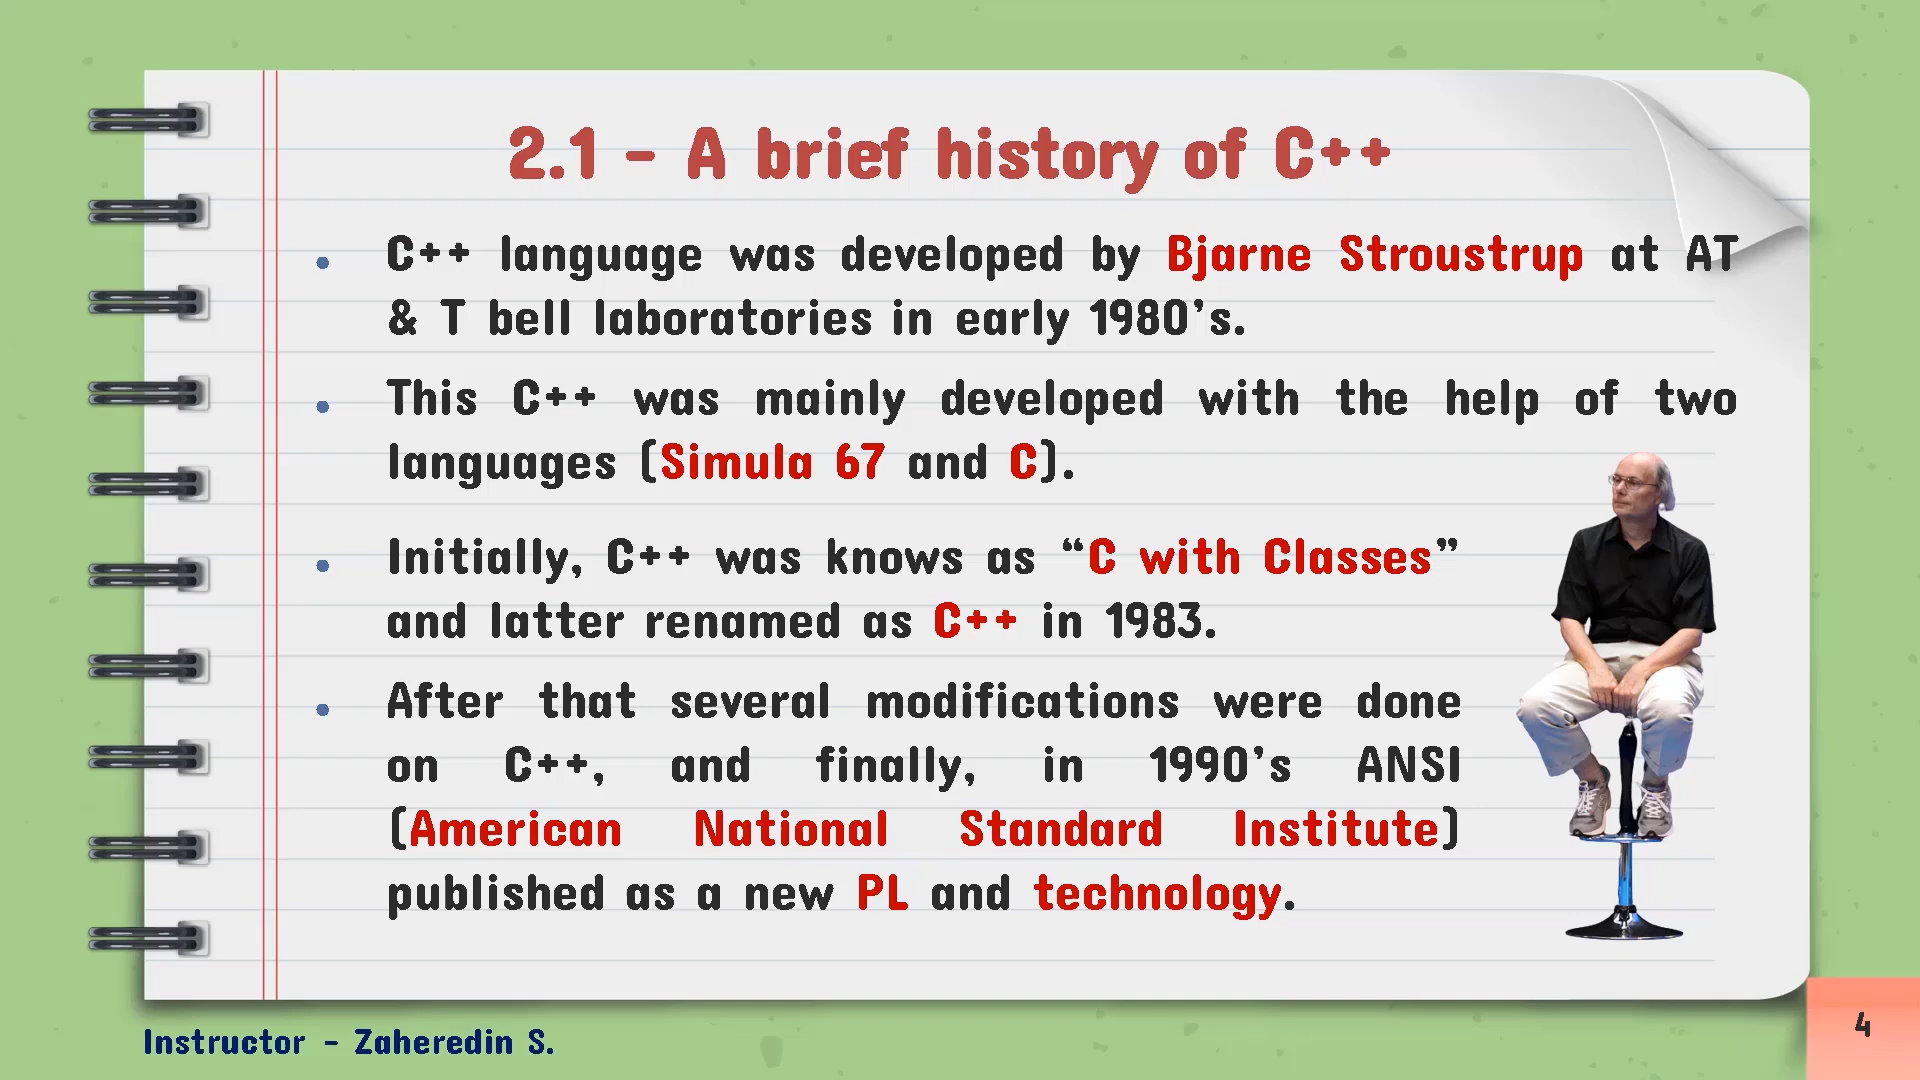 2.1 - A brief history of C++
• C++ language was developed by Bjarne Stroustrup at AT
& T bell laboratories in early 1980’s.
• This C++ was mainly developed with the help of two
languages (Simula 67 and C).
• Initially, C++ was knows as “C with Classes”
and latter renamed as C++ in 1983.
• After that several modifications were done
on C++, and finally, in 1990’s ANSI
(American National Standard Institute)
published as a new PL and technology.
Instructor - Zaheredin S.
4